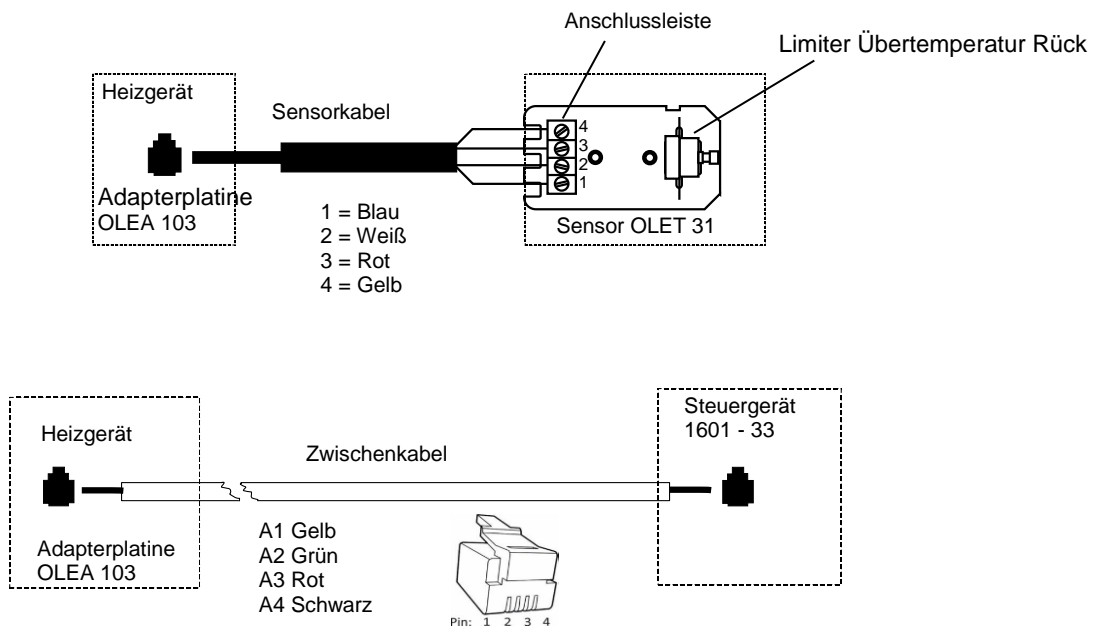 Anschlussleiste
Limiter Übertemperatur Rück
Heizgerät
Sensorkabel
4
3
2
1
Adapterplatine
OLEA 103
1 = Blau
2 = Weiß
3 = Rot
4 = Gelb
Sensor OLET 31
Heizgerät
Zwischenkabel
Steuergerät
1601 - 33
Adapterplatine
OLEA 103
A1 Gelb
A2 Grün
A3 Rot
A4 Schwarz
Pin: 1 2 3 4